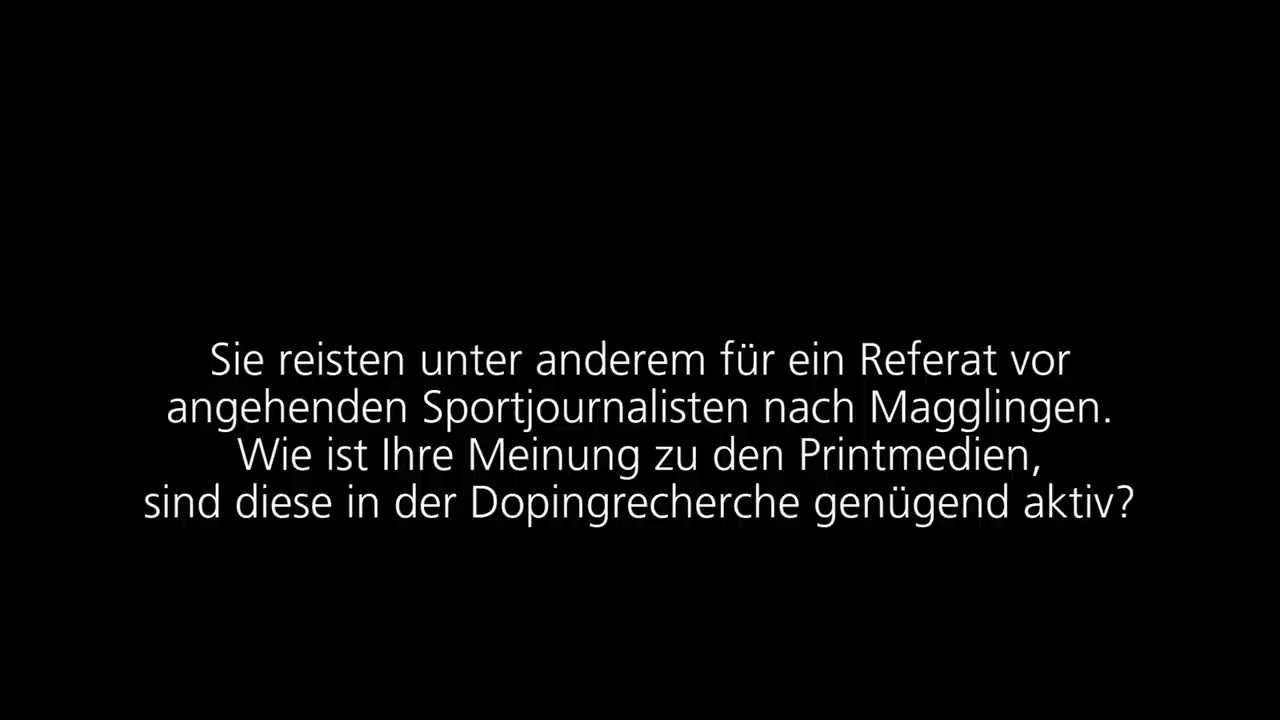 Sie reisten unter anderem für ein Referat vor
angehenden Sportjournalisten nach Magglingen.
Wie ist Ihre Meinung zu den Printmedien,
sind diese in der Dopingrecherche genügend aktiv?